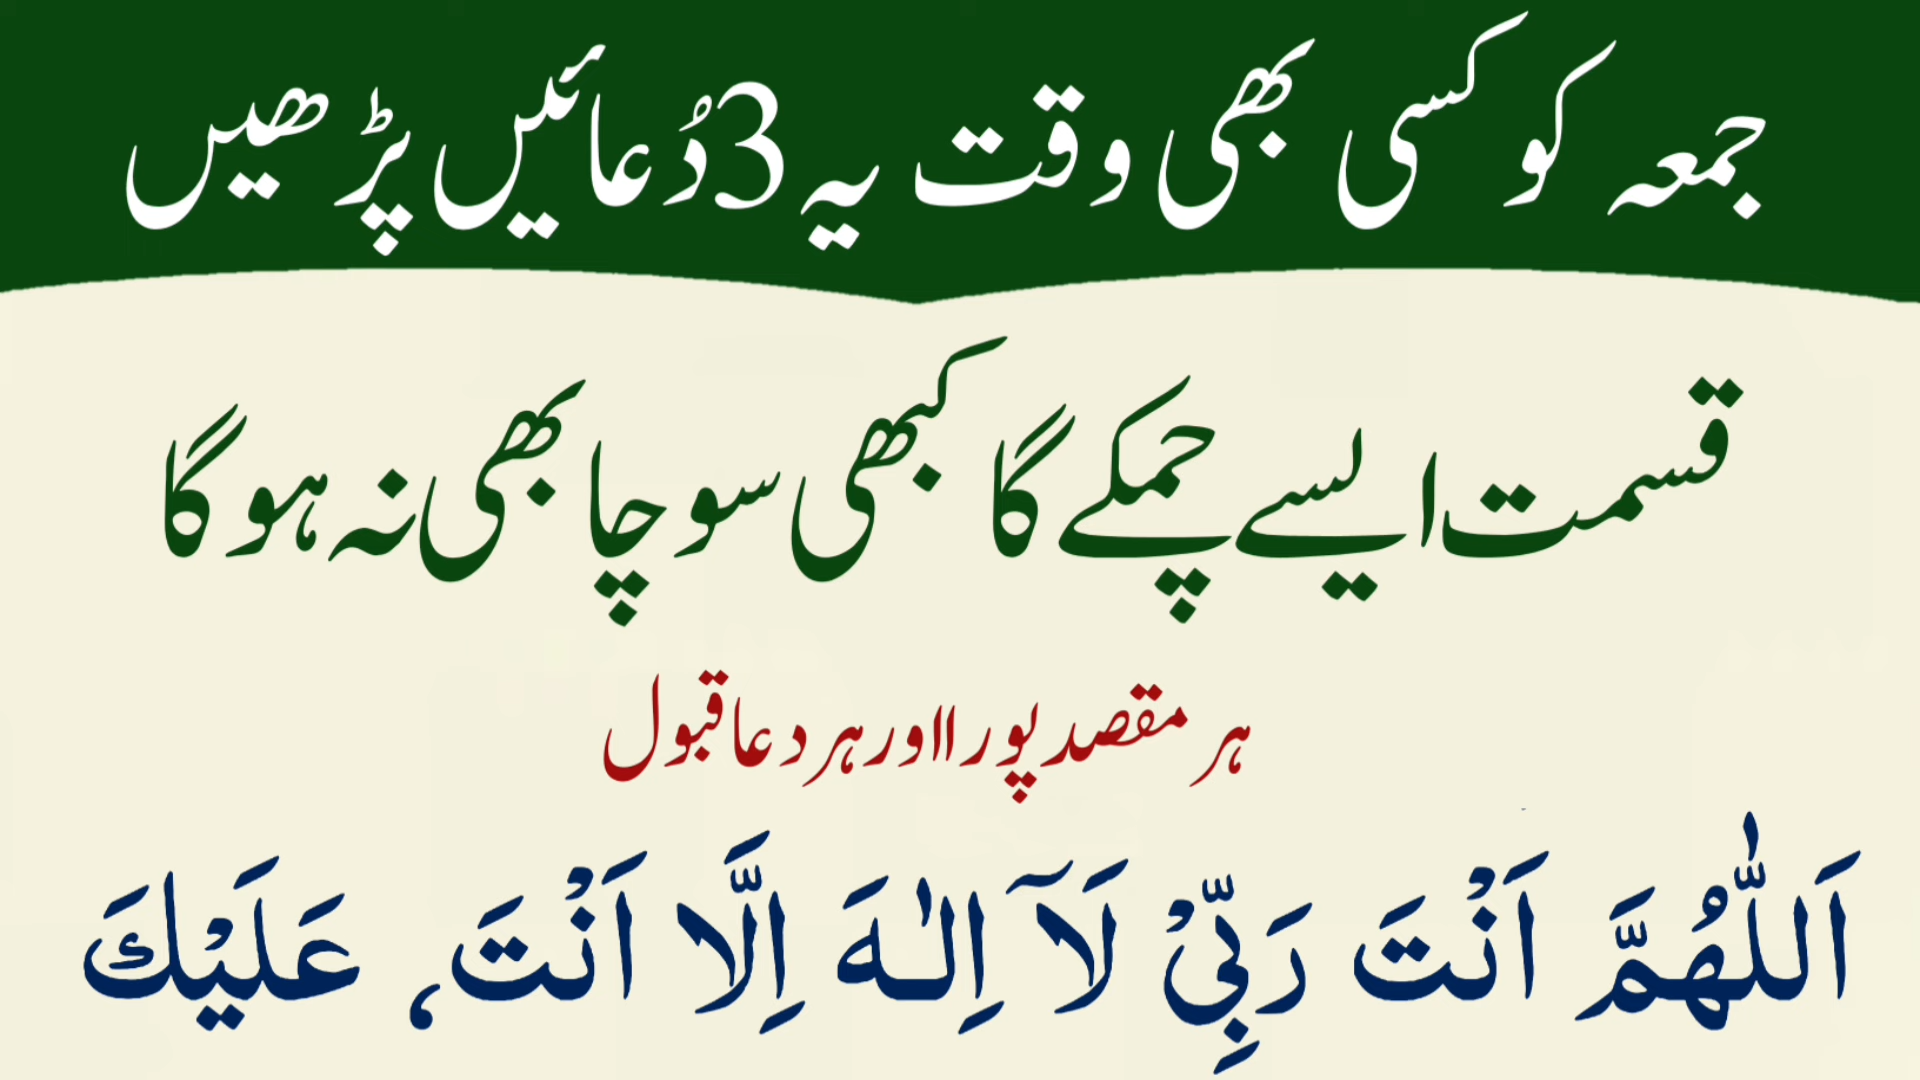 جمعہ کو کسی بھی وقت یہ 3 دُعائیں پڑھیں
قسمت ایسے چمکے گا کبھی سوچا بھی نہ ہو گا
ہر مقصد پورا اور ہر دعا قبول
اَللّٰهُمَّ اَنْتَ رَبِّيْ لَآ اِلٰهَ اِلَّا اَنْتَ، عَلَيْكَ